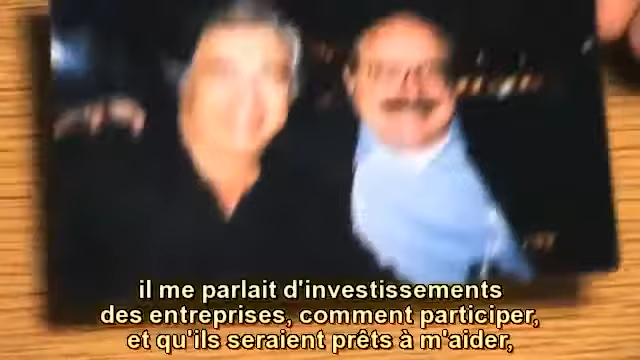 il me parlait d'investissements
des entreprises, comment participer,
et qu'ils seraient prêts à m'aider,